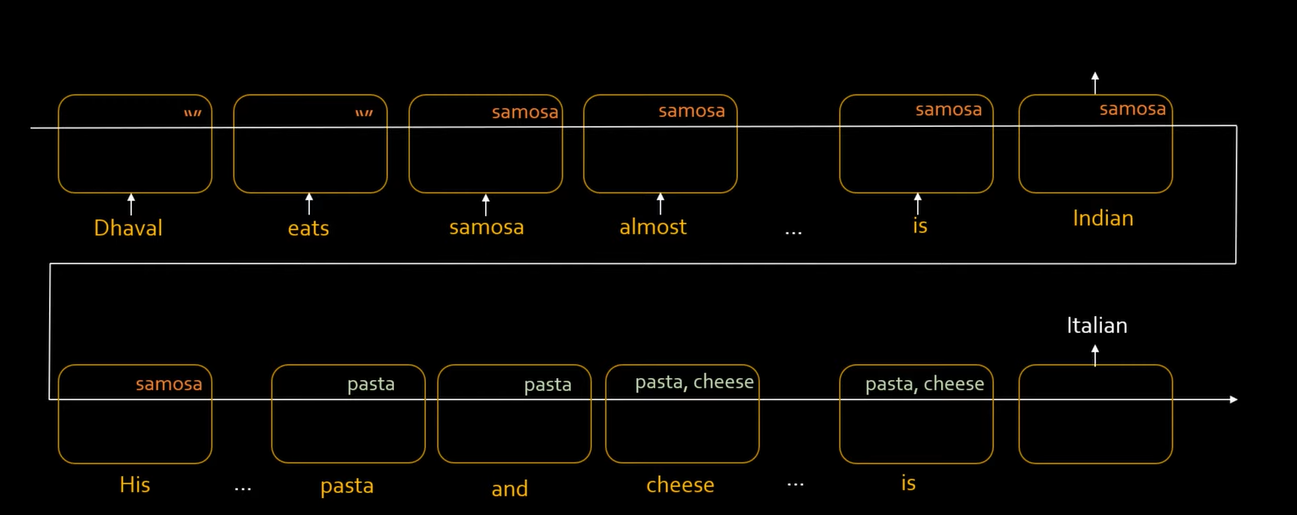 "" "" samosa samosa samosa samosa
Dhaval eats samosa almost ... is Indian
Italian
samosa pasta pasta pasta, cheese pasta, cheese
His ... pasta and cheese ... is